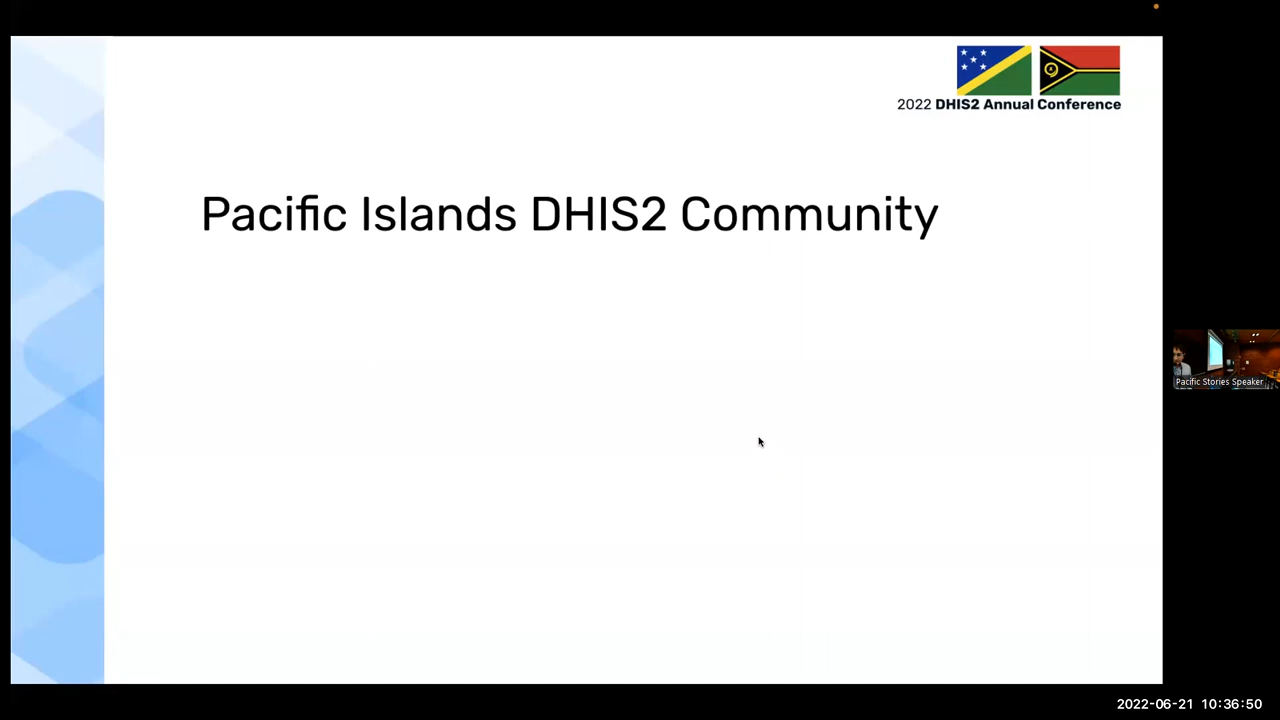 2022 DHIS2 Annual Conference
Pacific Islands DHIS2 Community
Pacific Stories Speaker
2022-06-21 10:36:50